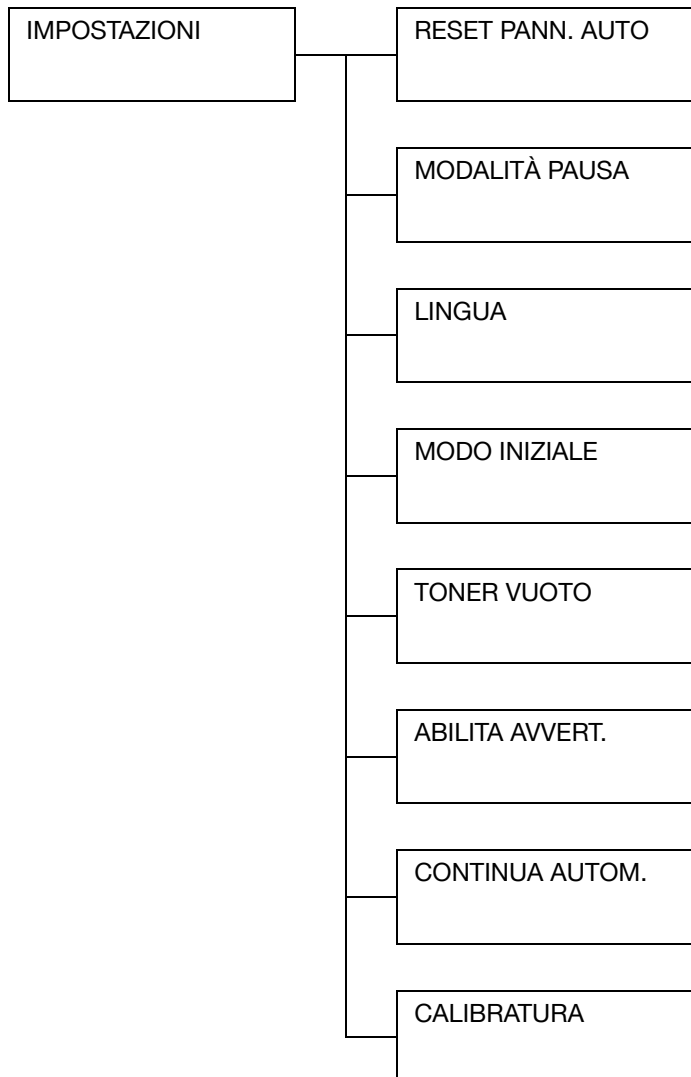 IMPOSTAZIONI
RESET PANN. AUTO
MODALITÀ PAUSA
LINGUA
MODO INIZIALE
TONER VUOTO
ABILITA AVVERT.
CONTINUA AUTOM.
CALIBRATURA